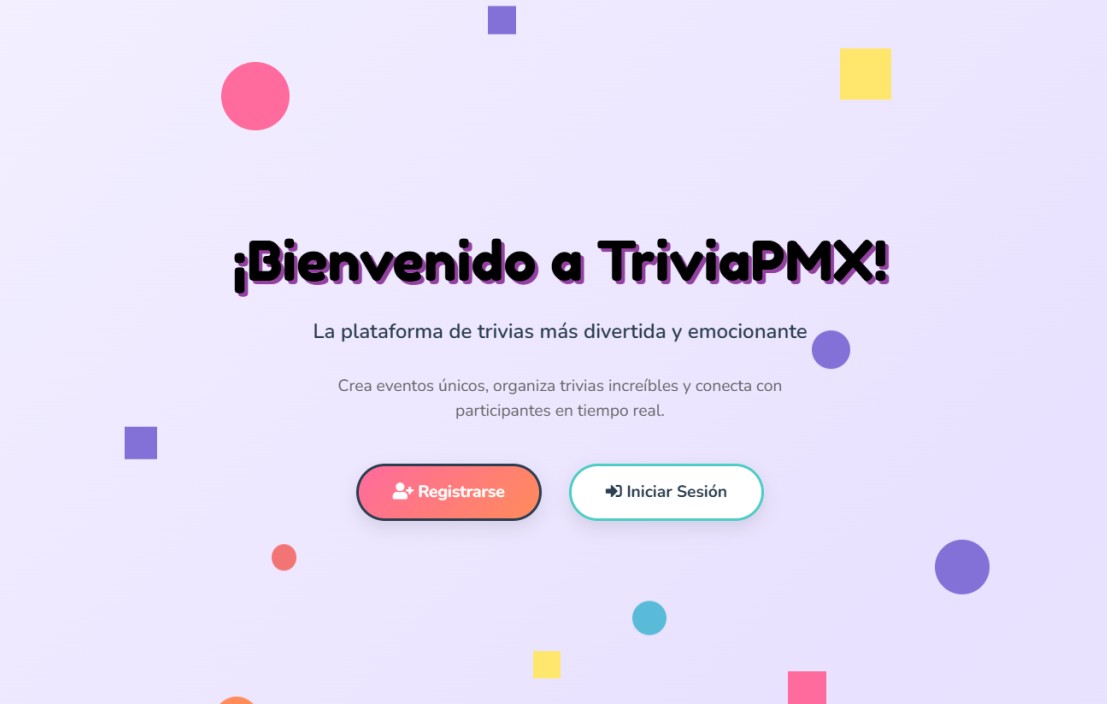 ¡Bienvenido a TriviaPMX!
La plataforma de trivias más divertida y emocionante
Crea eventos únicos, organiza trivias increíbles y conecta con
participantes en tiempo real.
Registrarse
Iniciar Sesión